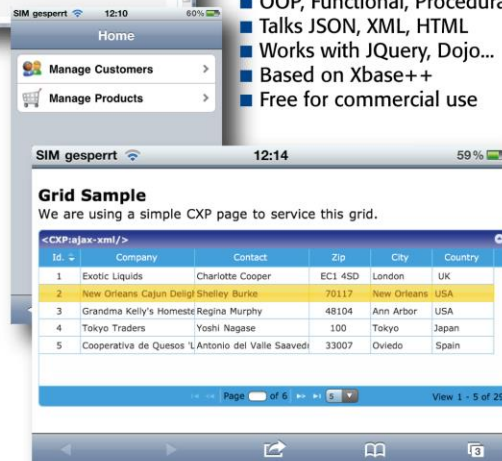 SIM gesperrt 12:10 60%
Home
Manage Customers
Manage Products
OOP, Functional, Procedura
Talks JSON, XML, HTML
Works with JQuery, Dojo...
Based on Xbase++
Free for commercial use
SIM gesperrt 12:14 59%
Grid Sample
We are using a simple CXP page to service this grid.
<CXP:ajax-xml/>
Id. Company Contact Zip City Country
1 Exotic Liquids Charlotte Cooper EC1 4SD London UK
2 New Orleans Cajun Deligl Shelley Burke 70117 New Orleans USA
3 Grandma Kelly's Homeste Regina Murphy 48104 Ann Arbor USA
4 Tokyo Traders Yoshi Nagase 100 Tokyo Japan
5 Cooperativa de Quesos 'L Antonio del Valle Saavedr 33007 Oviedo Spain
Page of 6 5 View 1 - 5 of 29
3